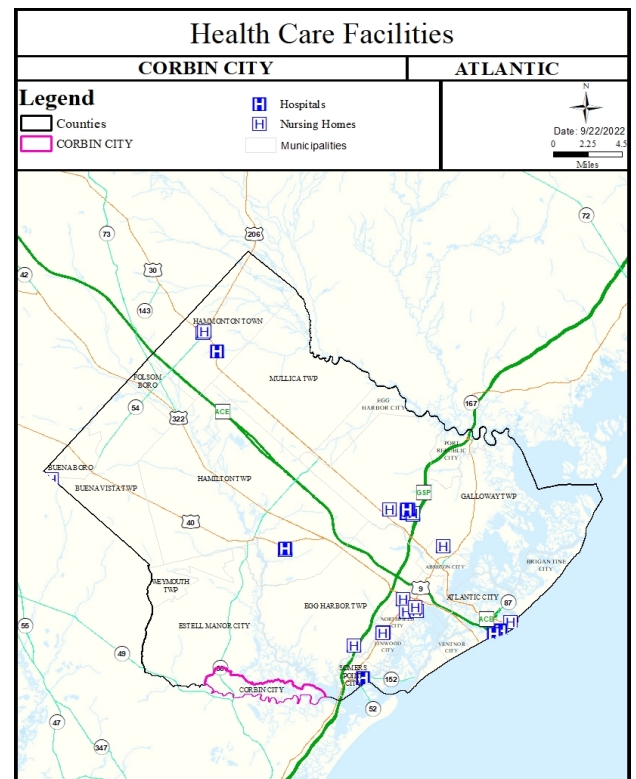 Health Care Facilities
CORBIN CITY
ATLANTIC
Legend
Counties
CORBIN CITY
H Hospitals
H Nursing Homes
Municipalities
N
Date: 9/22/2022
0 2.25 4.5
Miles
72
206
73
30
42
143
HAMMONTON TOWN
H
H
FOLSOM
BORO
MULLICA TWP
EGG
HARBOR CITY
167
54
322
ACE
PORT
REPUBLIC
CITY
BUENA BORO
H
BUENA VISTA TWP
HAMILTON TWP
GSP
GALLOWAY TWP
40
H
H
H
H
H
ABSECON CITY
BRIGANTINE
CITY
WEYMOUTH
TWP
9
ATLANTIC CITY
87
EGG HARBOR TWP
H
H
H
ACE
H
ESTELL MANOR CITY
NORTHFIELD
CITY
H
H
55
H
LINWOOD
CITY
VENTNOR
CITY
49
50
SOMERS
POINT
CITY
H
152
CORBIN CITY
52
47
347